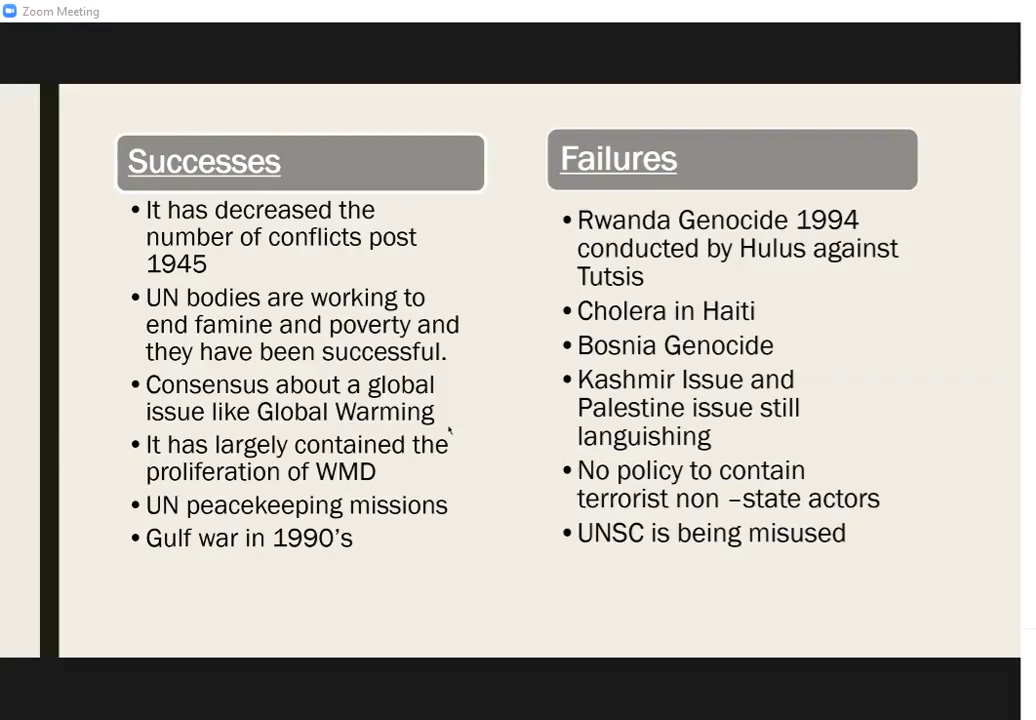 Zoom Meeting
Successes
• It has decreased the
number of conflicts post
1945
• UN bodies are working to
end famine and poverty and
they have been successful.
• Consensus about a global
issue like Global Warming
• It has largely contained the
proliferation of WMD
• UN peacekeeping missions
• Gulf war in 1990’s
Failures
• Rwanda Genocide 1994
conducted by Hulus against
Tutsis
• Cholera in Haiti
• Bosnia Genocide
• Kashmir Issue and
Palestine issue still
languishing
• No policy to contain
terrorist non –state actors
• UNSC is being misused